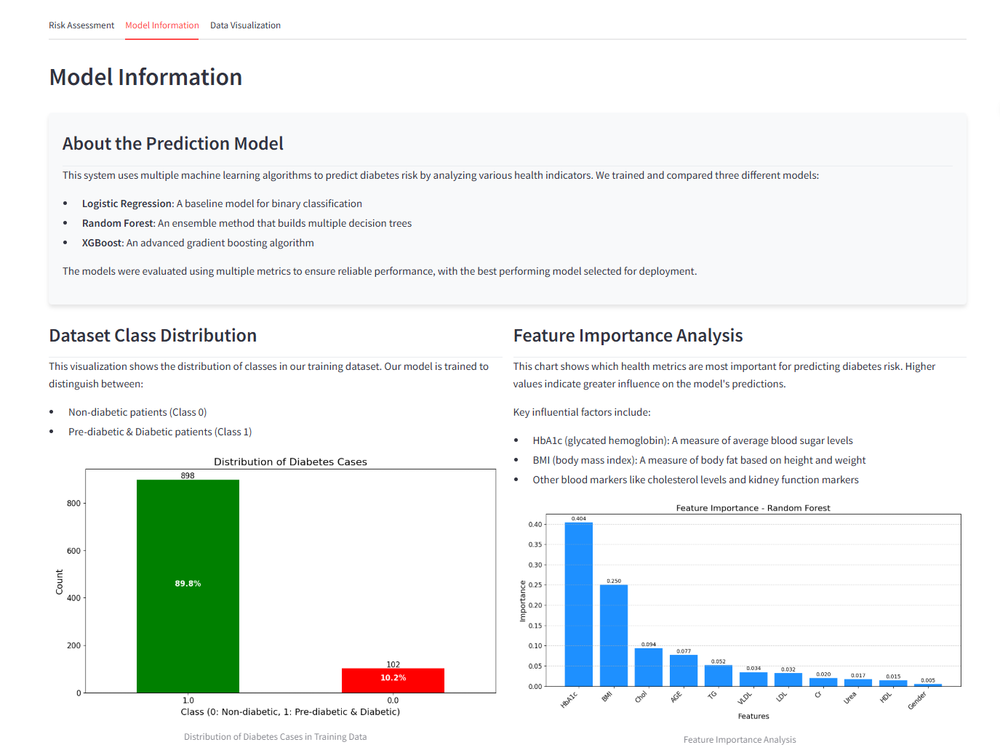 Risk Assessment Model Information Data Visualization
Model Information
About the Prediction Model
This system uses multiple machine learning algorithms to predict diabetes risk by analyzing various health indicators. We trained and compared three different models:
• Logistic Regression: A baseline model for binary classification
• Random Forest: An ensemble method that builds multiple decision trees
• XGBoost: An advanced gradient boosting algorithm
The models were evaluated using multiple metrics to ensure reliable performance, with the best performing model selected for deployment.
Dataset Class Distribution
This visualization shows the distribution of classes in our training dataset. Our model is trained to
distinguish between:
• Non-diabetic patients (Class 0)
• Pre-diabetic & Diabetic patients (Class 1)
Distribution of Diabetes Cases
898
800
600
400
200
0
Count
89.8%
102
10.2%
1.0
0.0
Class (0: Non-diabetic, 1: Pre-diabetic & Diabetic)
Distribution of Diabetes Cases in Training Data
Feature Importance Analysis
This chart shows which health metrics are most important for predicting diabetes risk. Higher
values indicate greater influence on the model's predictions.
Key influential factors include:
• HbA1c (glycated hemoglobin): A measure of average blood sugar levels
• BMI (body mass index): A measure of body fat based on height and weight
• Other blood markers like cholesterol levels and kidney function markers
Feature Importance - Random Forest
0.40
0.35
0.30
0.25
0.20
0.15
0.10
0.05
0.00
Importance
0.404
0.250
0.094
0.077
0.052
0.034
0.032
0.020
0.017
0.015
0.005
HbA1c
BMI
Chol
AGE
TG
VLDL
LDL
Cr
Urea
HDL
Gender
Features
Feature Importance Analysis